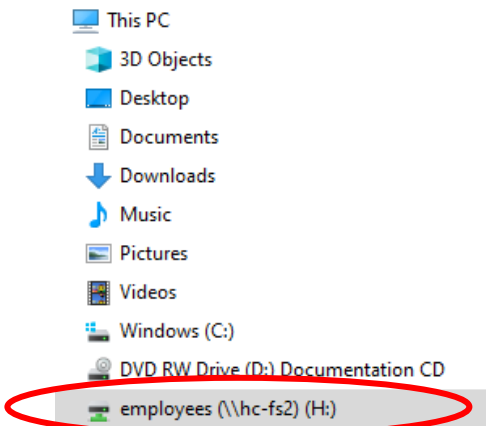 This PC
3D Objects
Desktop
Documents
Downloads
Music
Pictures
Videos
Windows (C:)
DVD RW Drive (D:) Documentation CD
employees (\\hc-fs2) (H:)